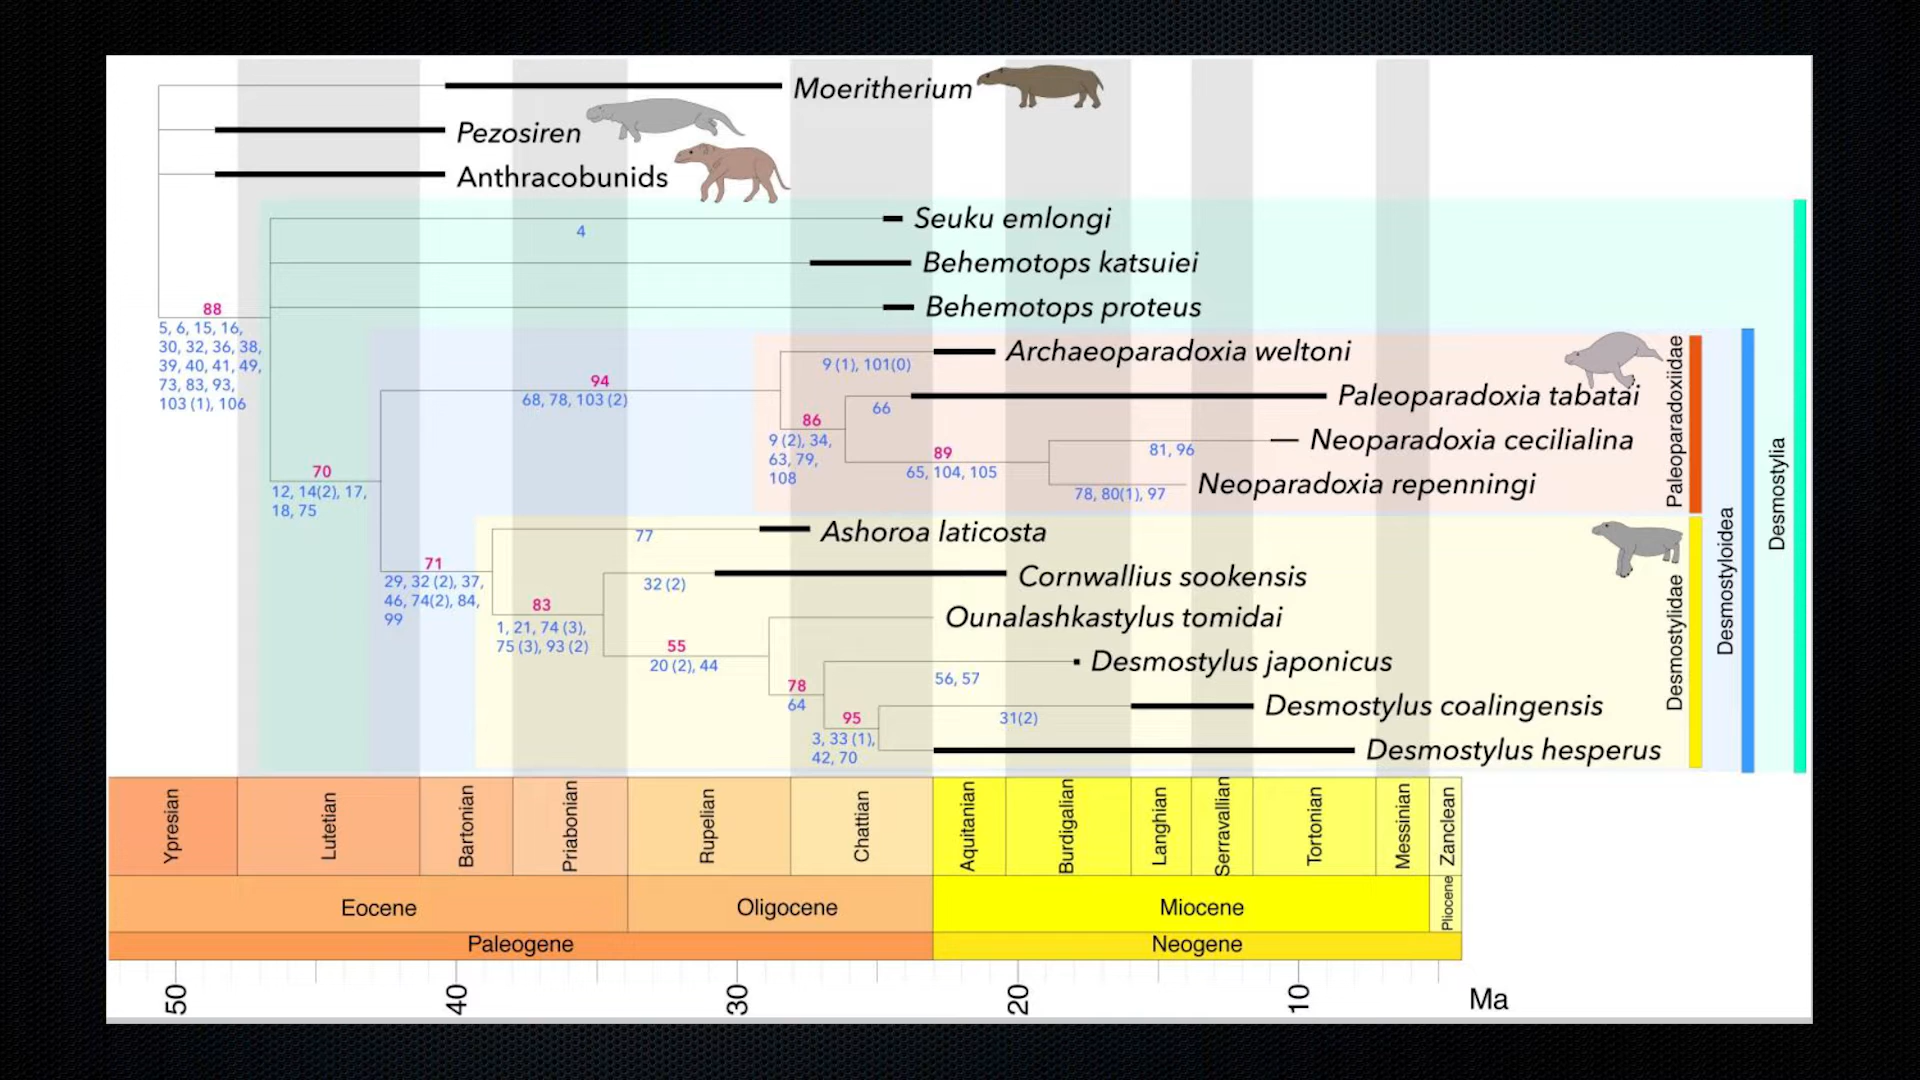 Moeritherium
Pezosiren
Anthracobunids
Seuku emlongi
4
Behemotops katsuiei
Behemotops proteus
88
5, 6, 15, 16,
30, 32, 36, 38,
39, 40, 41, 49,
73, 83, 93,
103 (1), 106
Archaeoparadoxia weltoni
9 (1), 101(0)
94
68, 78, 103 (2)
Paleoparadoxia tabatai
66
86
9 (2), 34,
63, 79,
108
Neoparadoxia cecilialina
81, 96
89
65, 104, 105
Neoparadoxia repenningi
78, 80(1), 97
70
12, 14(2), 17,
18, 75
Ashoroa laticosta
77
71
29, 32 (2), 37,
46, 74(2), 84,
99
Cornwallius sookensis
32 (2)
83
1, 21, 74 (3),
75 (3), 93 (2)
Ounalashkastylus tomidai
55
20 (2), 44
Desmostylus japonicus
56, 57
78
64
Desmostylus coalingensis
31(2)
95
3, 33 (1),
42, 70
Desmostylus hesperus
Paleoparadoxiidae
Desmostylidae
Desmostyloidea
Desmostylia
Ypresian
Lutetian
Bartonian
Priabonian
Rupelian
Chattian
Aquitanian
Burdigalian
Langhian
Serravallian
Tortonian
Messinian
Zanclean
Eocene
Oligocene
Miocene
Pliocene
Paleogene
Neogene
50
40
30
20
10
Ma